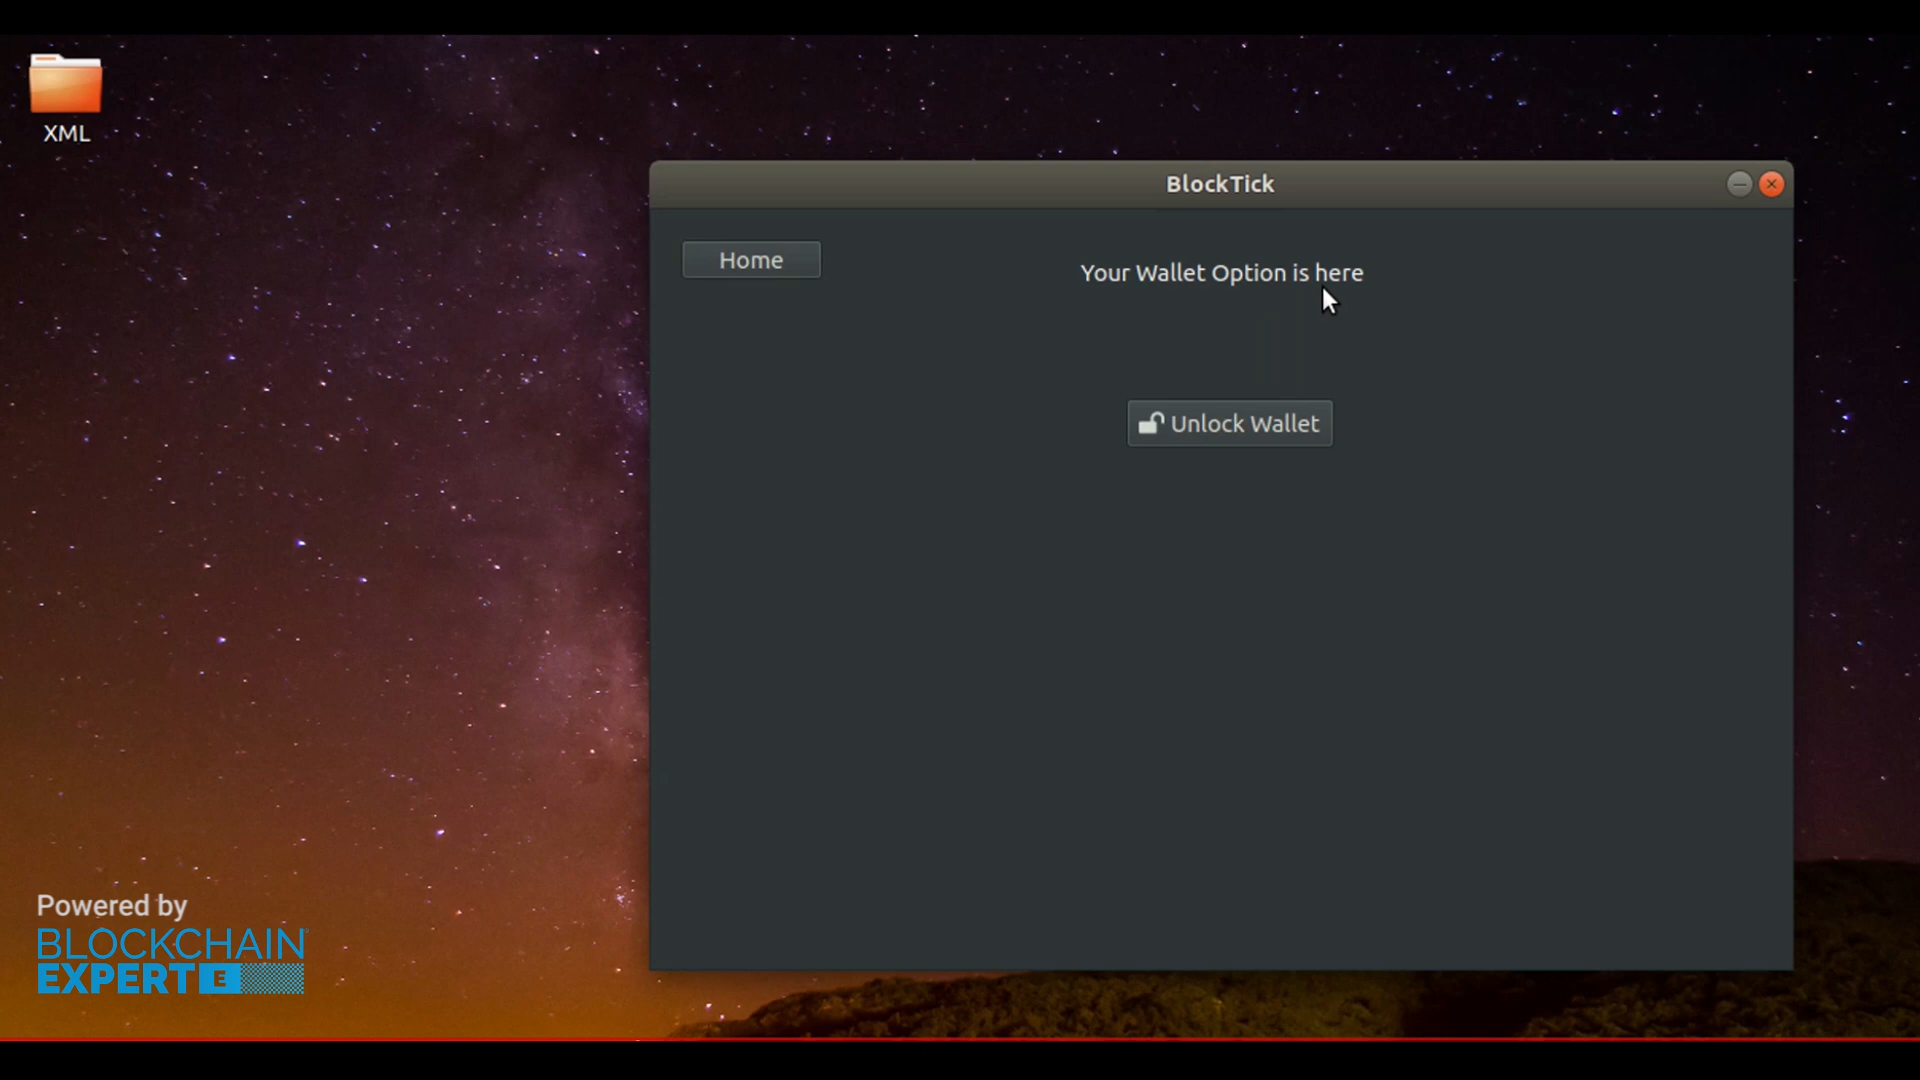 XML
BlockTick
Home
Your Wallet Option is here
Unlock Wallet
Powered by
BLOCKCHAIN
EXPERT E